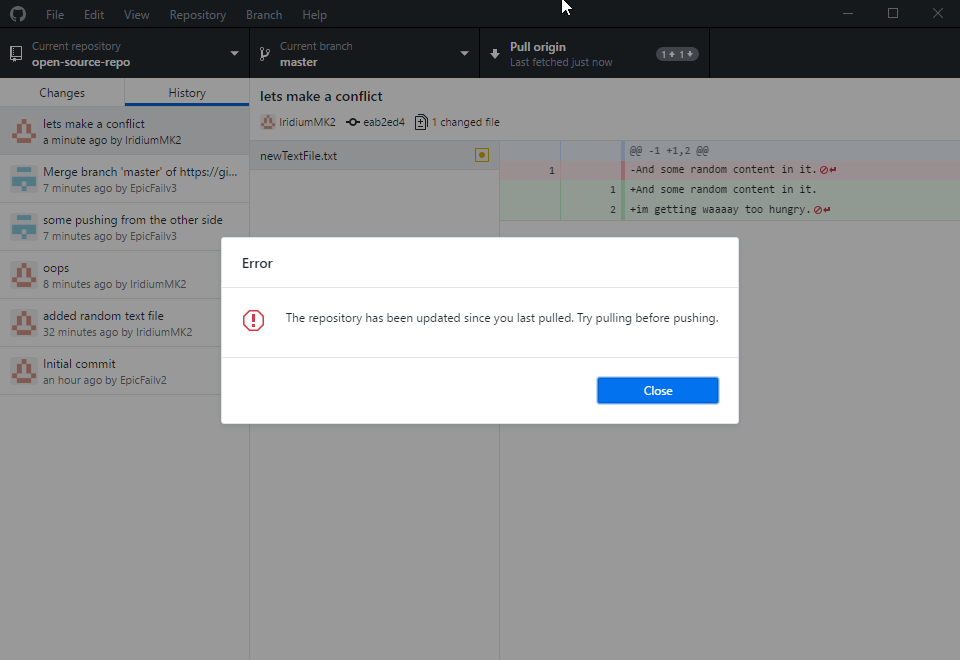 File Edit View Repository Branch Help
Current repository
open-source-repo
Current branch
master
Pull origin
Last fetched just now
1 1
Changes History
lets make a conflict
a minute ago by IridiumMK2
Merge branch 'master' of https://gi...
7 minutes ago by EpicFailv3
some pushing from the other side
7 minutes ago by EpicFailv3
oops
8 minutes ago by IridiumMK2
added random text file
32 minutes ago by IridiumMK2
Initial commit
an hour ago by EpicFailv2
lets make a conflict
IridiumMK2 eab2ed4 1 changed file
newTextFile.txt
@@ -1 +1,2 @@
1 -And some random content in it.
1 +And some random content in it.
2 +im getting waaaay too hungry.
Error
The repository has been updated since you last pulled. Try pulling before pushing.
Close